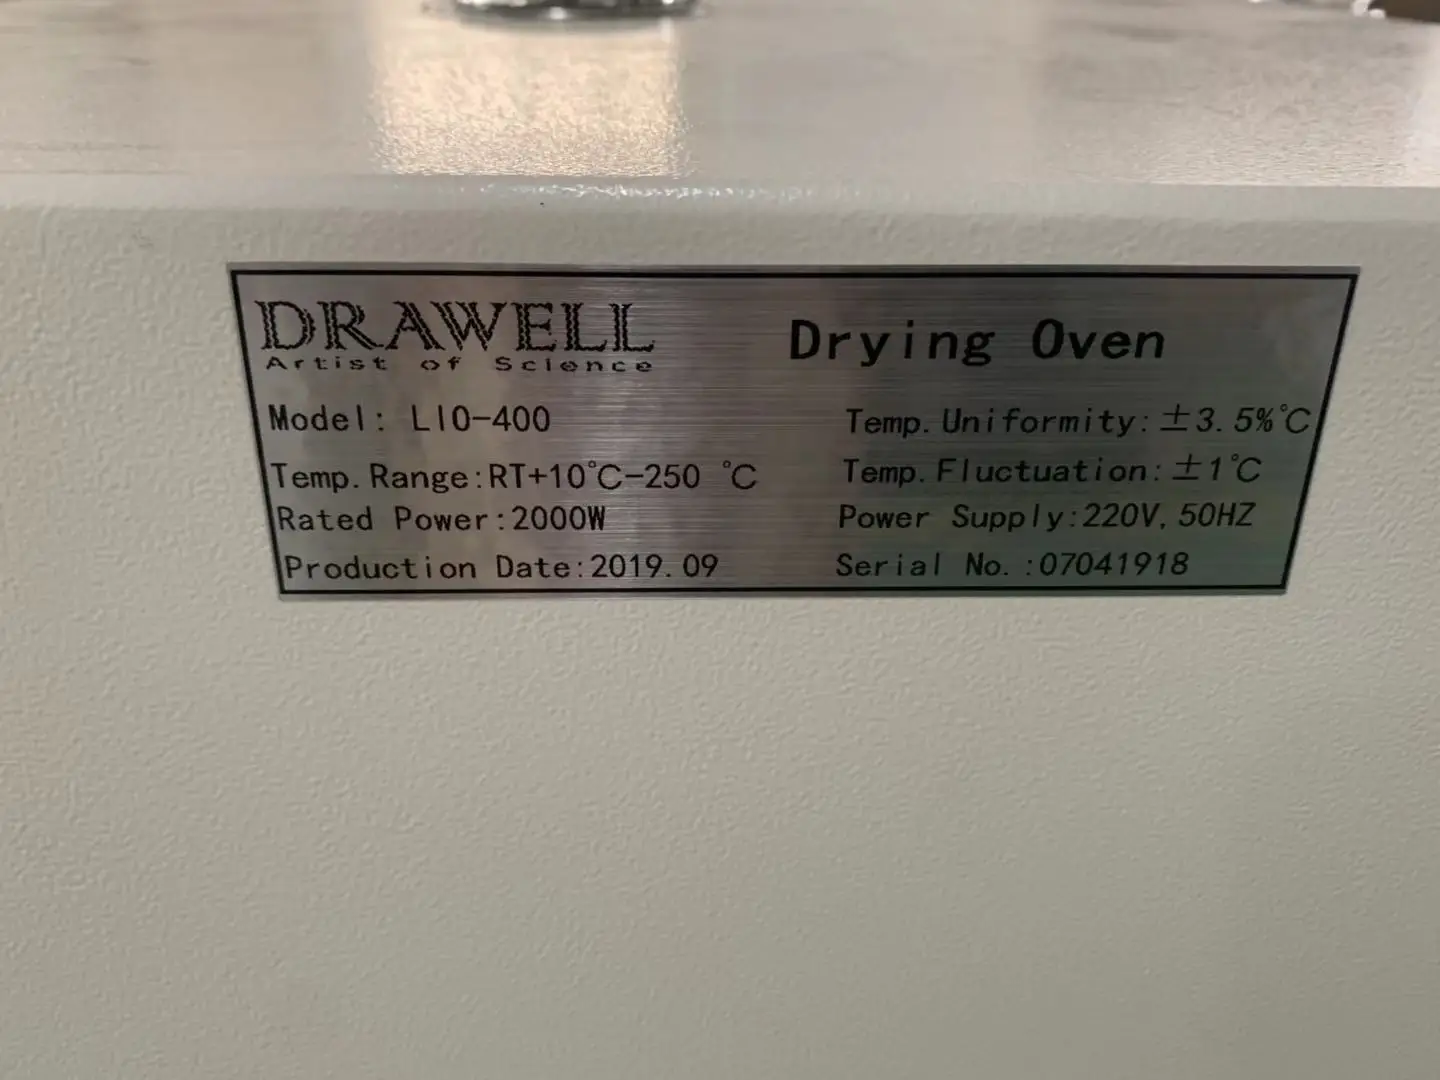 DRAWELL
Artist of Science
Drying Oven
Model: LIO-400
Temp. Uniformity: ±3.5%℃
Temp. Range:RT+10℃-250 ℃
Temp. Fluctuation: ±1℃
Rated Power:2000W
Power Supply:220V, 50HZ
Production Date:2019.09
Serial No. :07041918